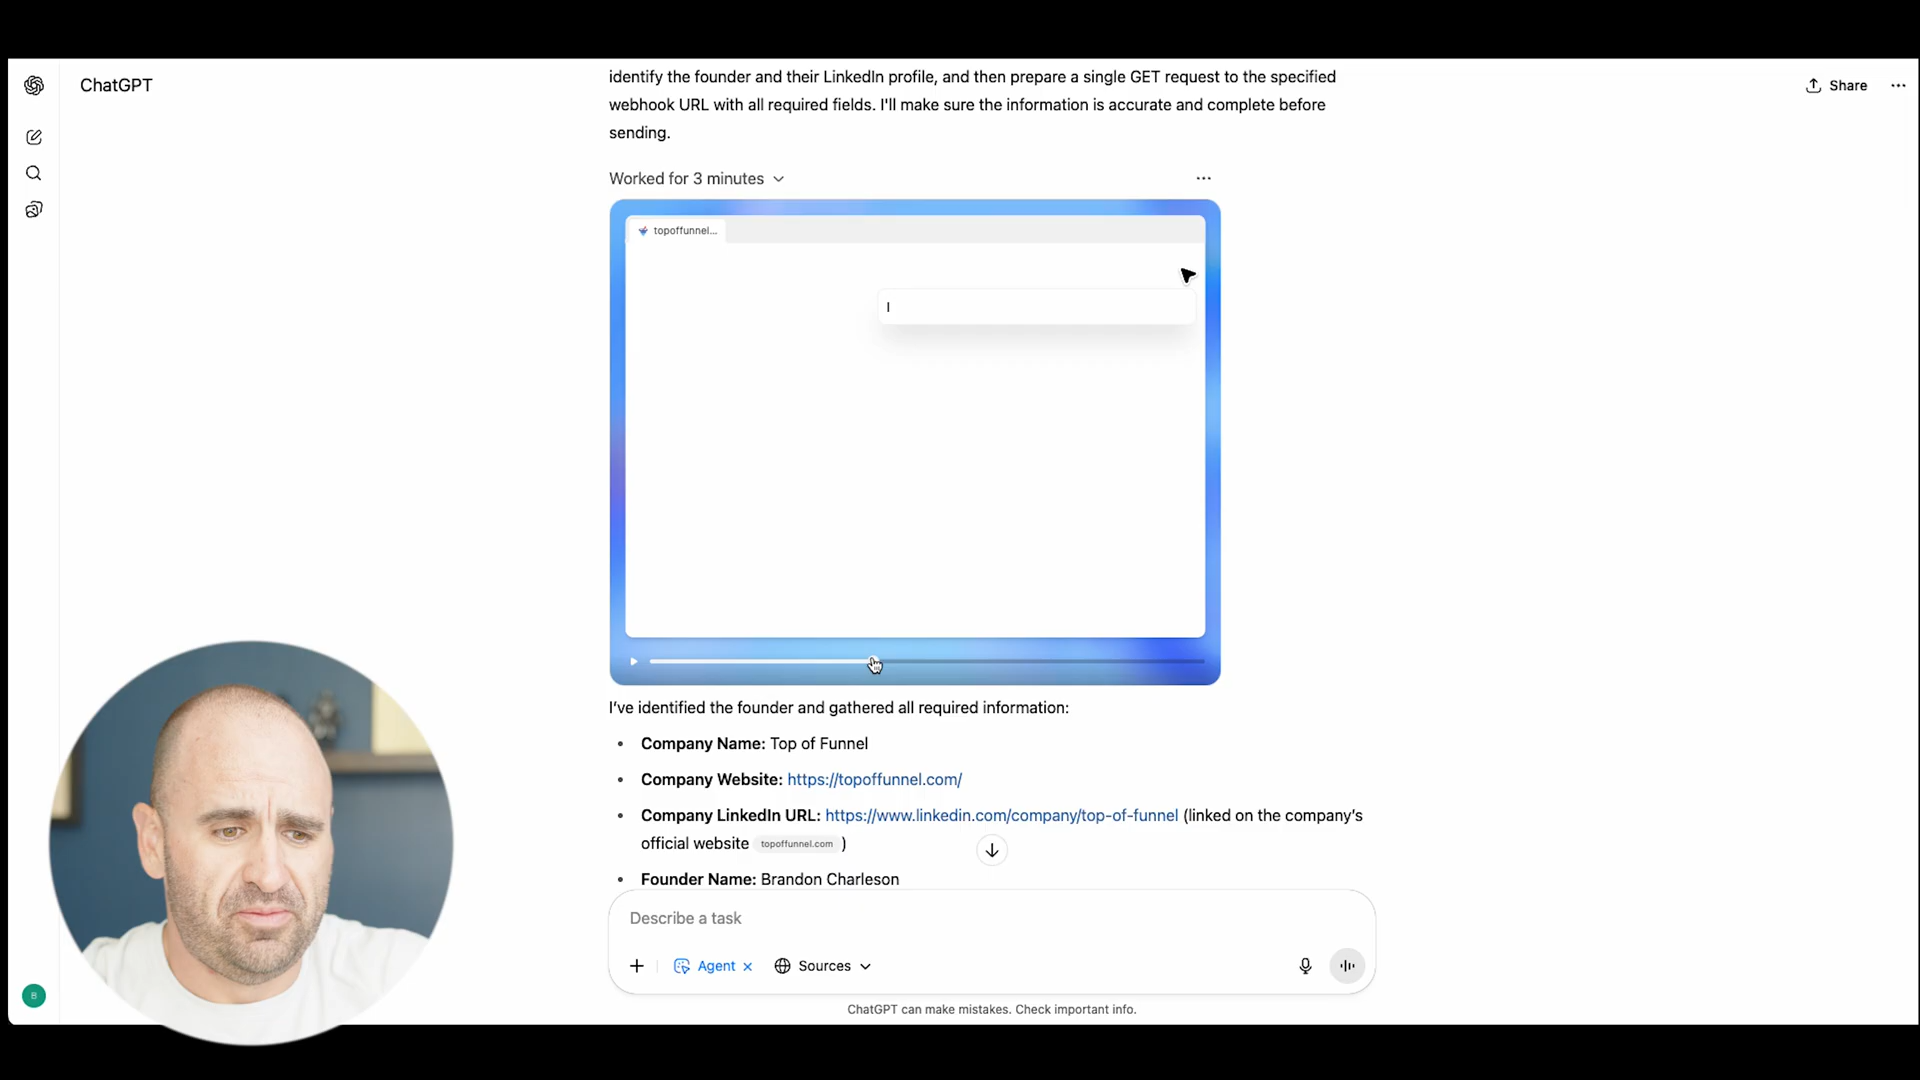 ChatGPT
Share
identify the founder and their LinkedIn profile, and then prepare a single GET request to the specified
webhook URL with all required fields. I'll make sure the information is accurate and complete before
sending.
Worked for 3 minutes
topoffunnel...
I
I've identified the founder and gathered all required information:
• Company Name: Top of Funnel
• Company Website: https://topoffunnel.com/
• Company LinkedIn URL: https://www.linkedin.com/company/top-of-funnel (linked on the company's
official website topoffunnel.com )
• Founder Name: Brandon Charleson
Describe a task
Agent × Sources
B
ChatGPT can make mistakes. Check important info.